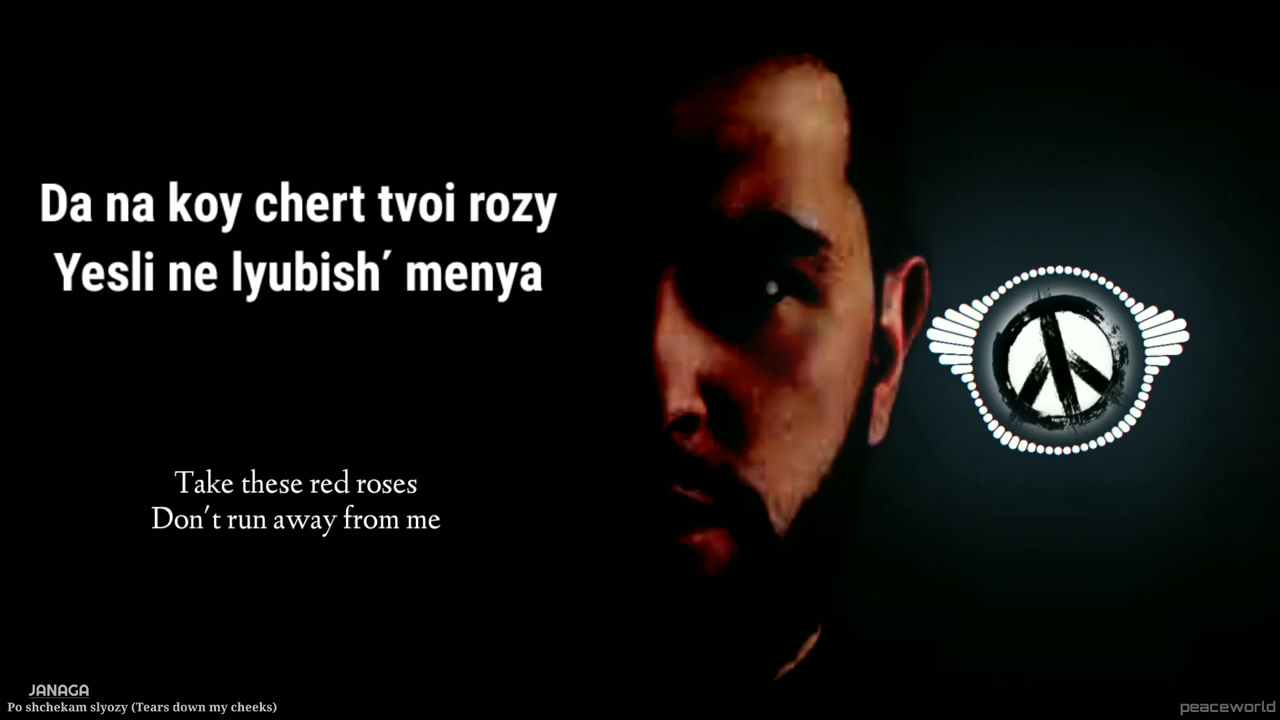 Da na koy chert tvoi rozy
Yesli ne lyubish′ menya
Take these red roses
Don't run away from me
JANAGA
Po shchekam slyozy (Tears down my cheeks)
peaceworld